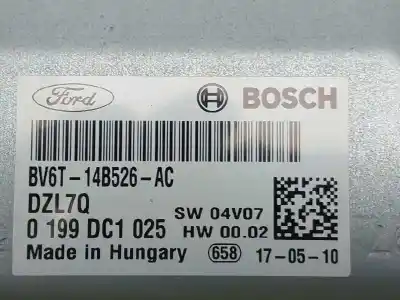 Ford BOSCH
BV6T-14B526-AC
DZL7Q
0 199 DC1 025 SW 04V07
HW 00.02
Made in Hungary 658 17-05-10